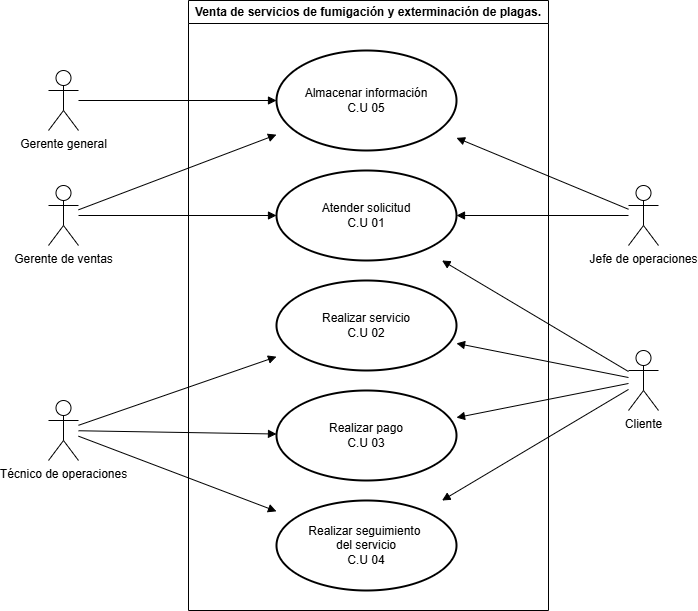 Venta de servicios de fumigación y exterminación de plagas.
Almacenar información
C.U 05
Gerente general
Atender solicitud
C.U 01
Gerente de ventas
Jefe de operaciones
Realizar servicio
C.U 02
Cliente
Realizar pago
C.U 03
Técnico de operaciones
Realizar seguimiento
del servicio
C.U 04